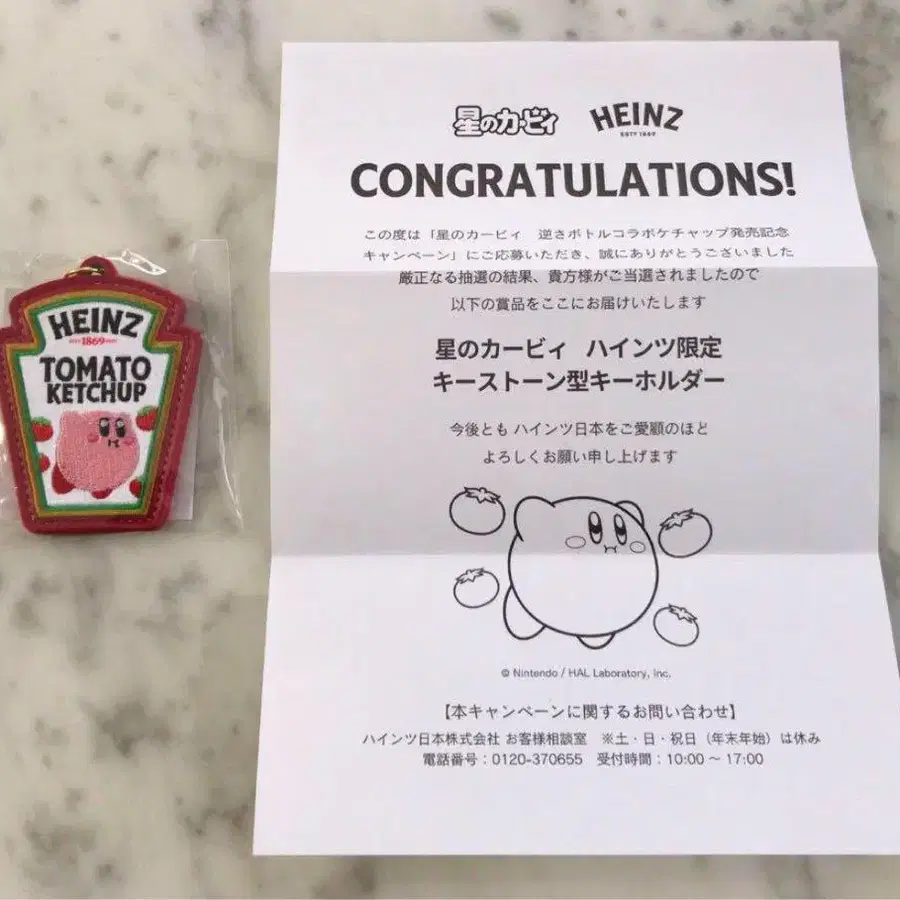 HEINZ
EST 1869
TOMATO
KETCHUP
星のカービィ HEINZ
ESTD 1869
CONGRATULATIONS!
この度は「星のカービィ 逆さボトルコラボケチャップ発売記念
キャンペーン」にご応募いただき、誠にありがとうございました
厳正なる抽選の結果、貴方様がご当選されましたので
以下の賞品をここにお届けいたします
星のカービィ ハインツ限定
キーストーン型キーホルダー
今後とも ハインツ日本をご愛顧のほど
よろしくお願い申し上げます
© Nintendo / HAL Laboratory, Inc.
【本キャンペーンに関するお問い合わせ】
ハインツ日本株式会社 お客様相談室 ※土・日・祝日（年末年始）は休み
電話番号：0120-370655 受付時間：10:00 ～ 17:00